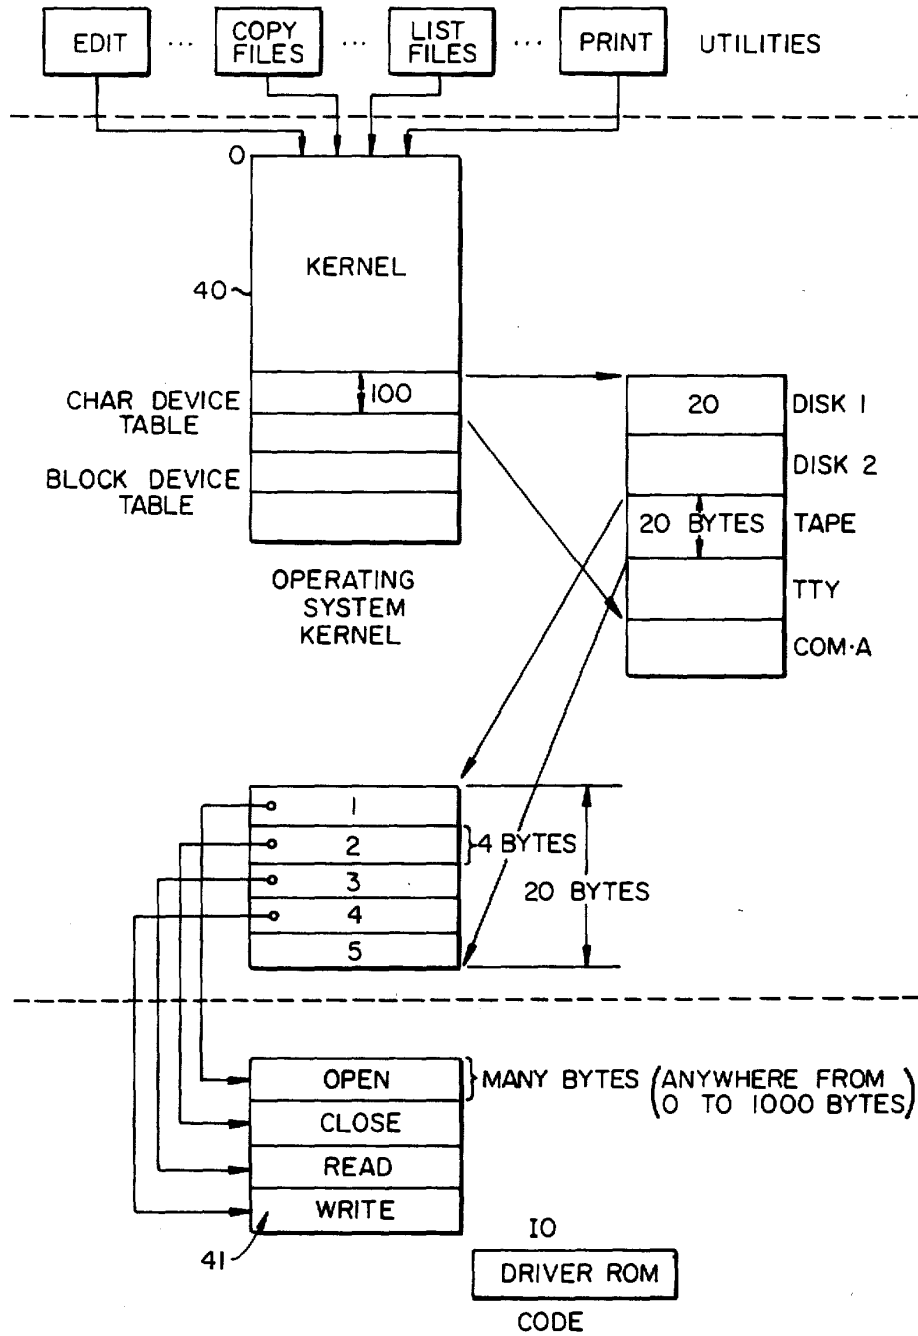 EDIT ... COPY FILES ... LIST FILES ... PRINT UTILITIES
0
KERNEL
40
100
CHAR DEVICE
TABLE
BLOCK DEVICE
TABLE
OPERATING
SYSTEM
KERNEL
20 DISK 1
DISK 2
20 BYTES TAPE
TTY
COM·A
1
2
3
4
5
4 BYTES
20 BYTES
OPEN
CLOSE
READ
WRITE
MANY BYTES (ANYWHERE FROM
0 TO 1000 BYTES)
41
IO
DRIVER ROM
CODE